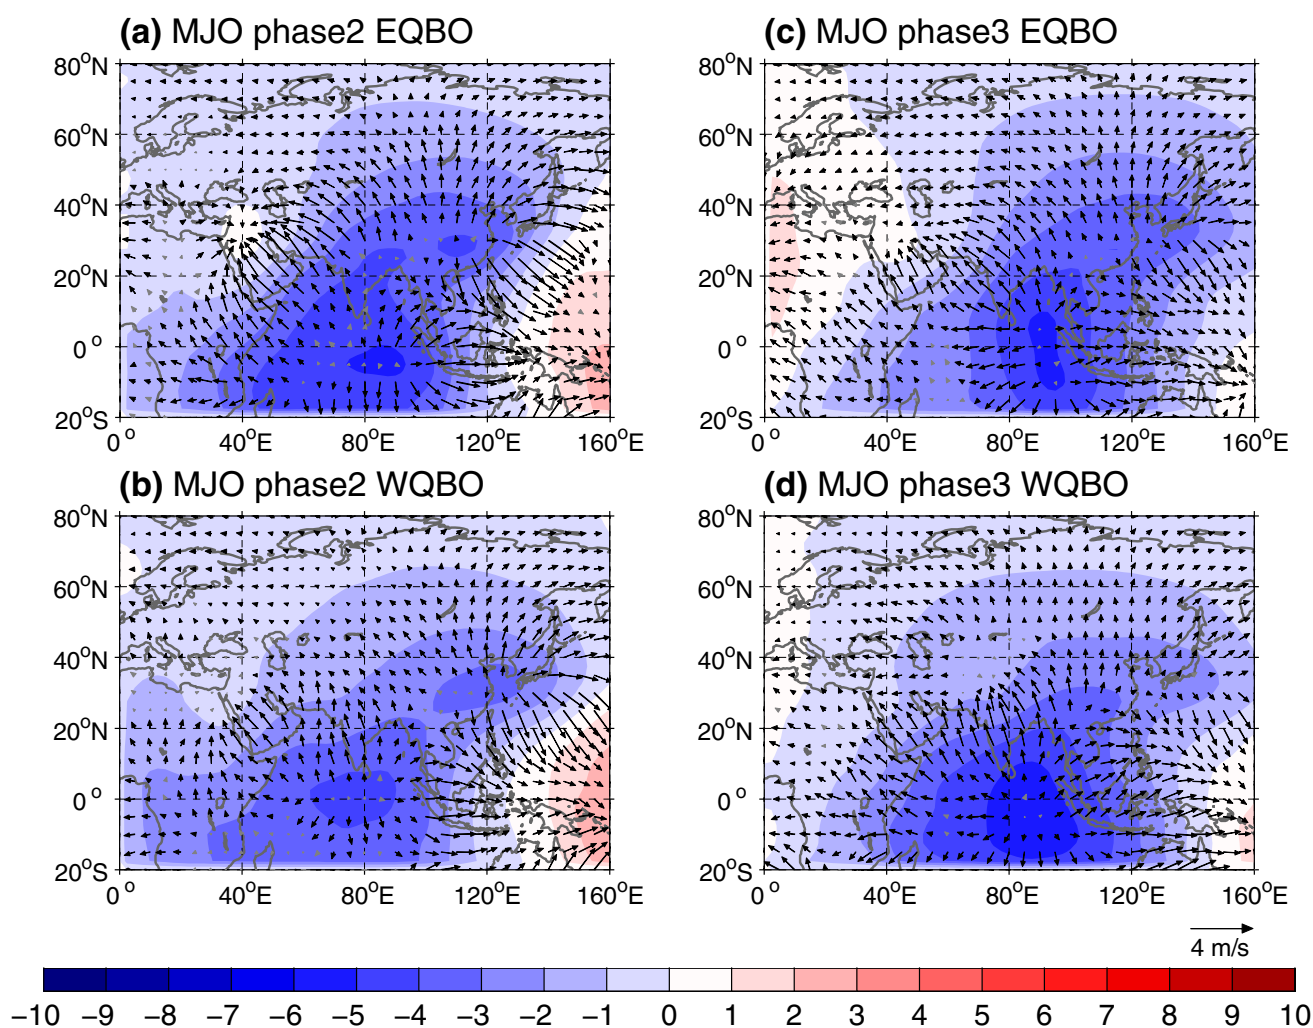 (a) MJO phase2 EQBO
80°N
60°N
40°N
20°N
0°
20°S
0° 40°E 80°E 120°E 160°E
(c) MJO phase3 EQBO
80°N
60°N
40°N
20°N
0°
20°S
0° 40°E 80°E 120°E 160°E
(b) MJO phase2 WQBO
80°N
60°N
40°N
20°N
0°
20°S
0° 40°E 80°E 120°E 160°E
(d) MJO phase3 WQBO
80°N
60°N
40°N
20°N
0°
20°S
0° 40°E 80°E 120°E 160°E
4 m/s
−10 −9 −8 −7 −6 −5 −4 −3 −2 −1 0 1 2 3 4 5 6 7 8 9 10